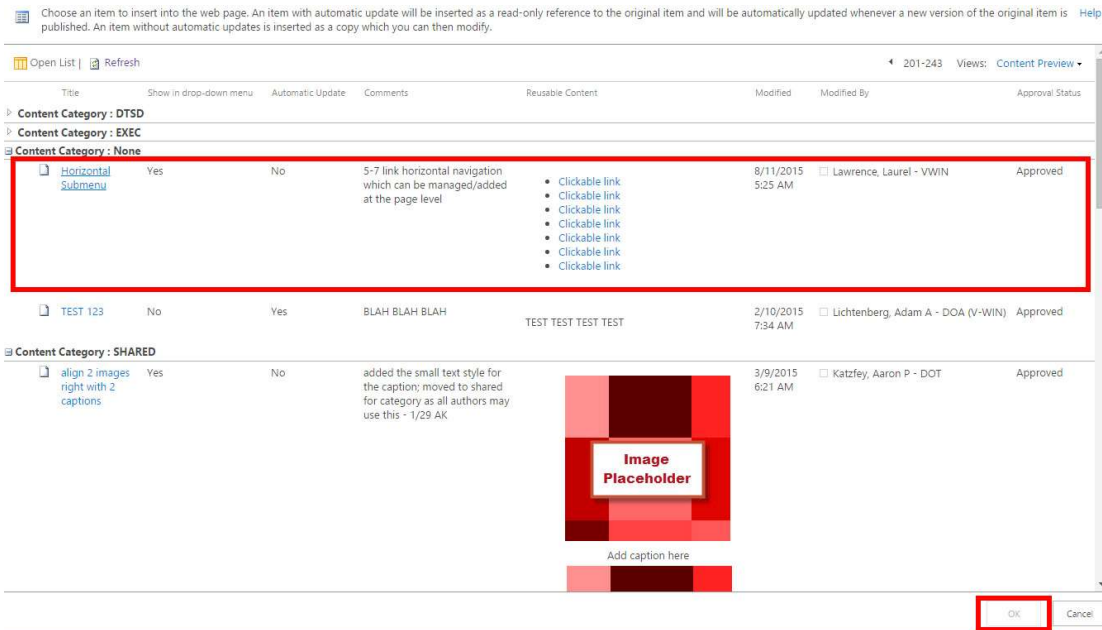 Choose an item to insert into the web page. An item with automatic update will be inserted as a read-only reference to the original item and will be automatically updated whenever a new version of the original item is Help
published. An item without automatic updates is inserted as a copy which you can then modify.
Open List | Refresh
201-243 Views: Content Preview
Title Show in drop-down menu Automatic Update Comments Reusable Content Modified Modified By Approval Status
Content Category : DTSD
Content Category : EXEC
Content Category : None
Horizontal Submenu
Yes
No
5-7 link horizontal navigation
which can be managed/added
at the page level
• Clickable link
• Clickable link
• Clickable link
• Clickable link
• Clickable link
• Clickable link
• Clickable link
8/11/2015
5:25 AM
Lawrence, Laurel - VWIN
Approved
TEST 123
No
Yes
BLAH BLAH BLAH
TEST TEST TEST TEST
2/10/2015
7:34 AM
Lichtenberg, Adam A - DOA (V-WIN)
Approved
Content Category : SHARED
align 2 images
right with 2
captions
Yes
No
added the small text style for
the caption; moved to shared
for category as all authors may
use this - 1/29 AK
Image
Placeholder
Add caption here
3/9/2015
6:21 AM
Katzfey, Aaron P - DOT
Approved
OK
Cancel